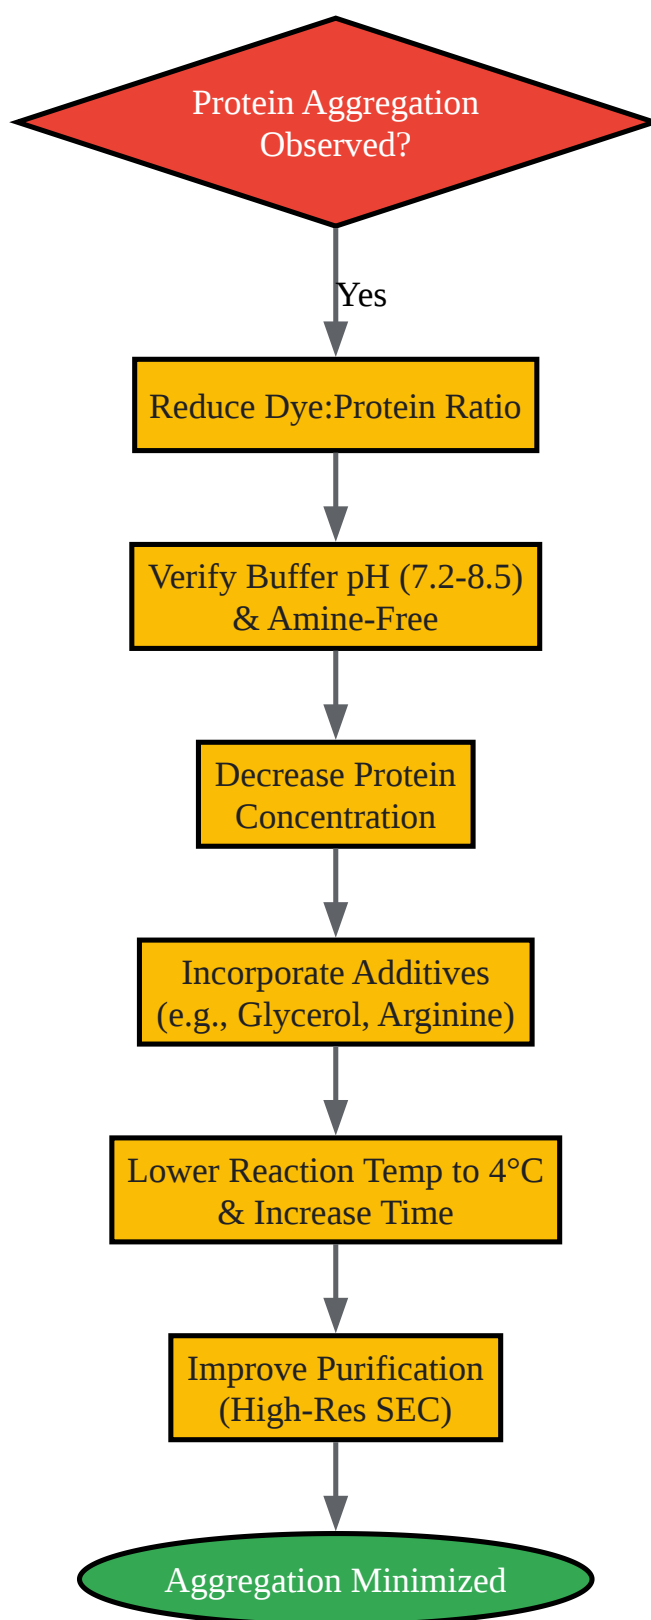 Protein Aggregation
Observed?
Yes
Reduce Dye:Protein Ratio
Verify Buffer pH (7.2-8.5)
& Amine-Free
Decrease Protein
Concentration
Incorporate Additives
(e.g., Glycerol, Arginine)
Lower Reaction Temp to 4°C
& Increase Time
Improve Purification
(High-Res SEC)
Aggregation Minimized